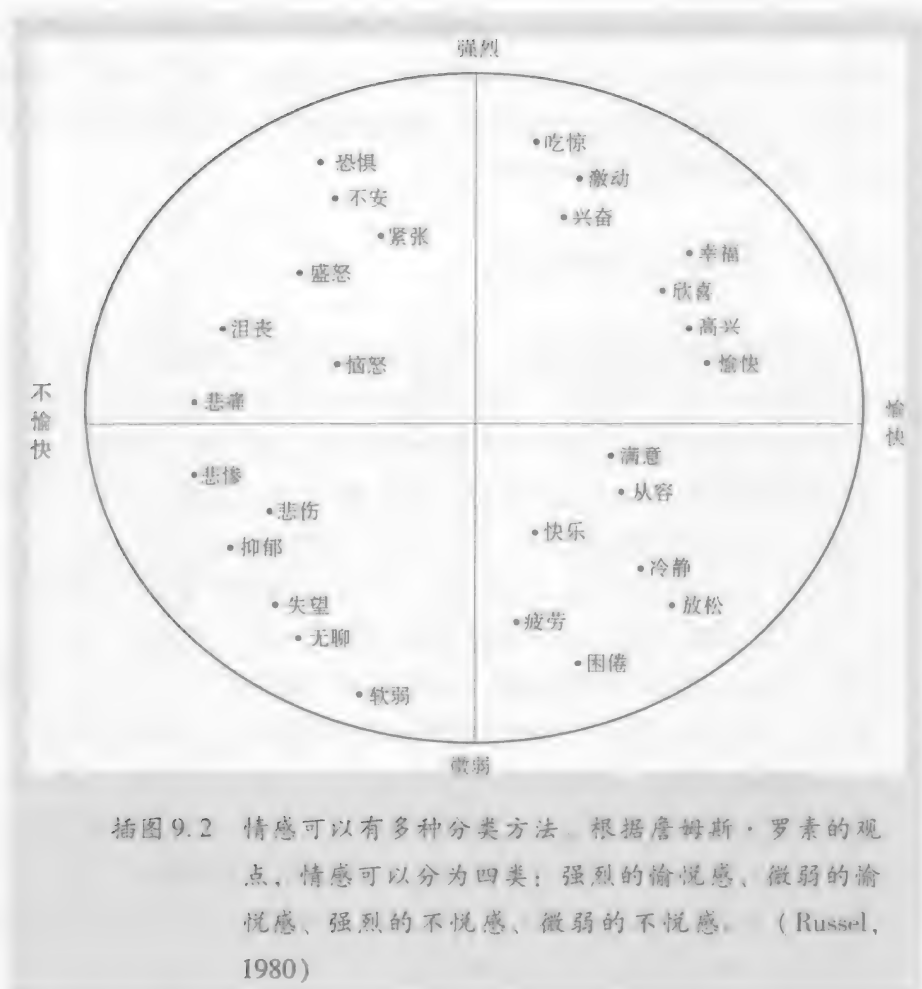 强烈
吃惊
恐惧
激动
不安
兴奋
紧张
幸福
盛怒
欣喜
沮丧
高兴
恼怒
愉快
悲痛
不愉快
愉快
满意
悲惨
从容
悲伤
快乐
抑郁
冷静
失望
放松
疲劳
无聊
困倦
软弱
微弱
插图9.2 情感可以有多种分类方法。根据詹姆斯·罗素的观
点，情感可以分为四类：强烈的愉悦感、微弱的愉
悦感、强烈的不悦感、微弱的不悦感。（Russel，
1980）